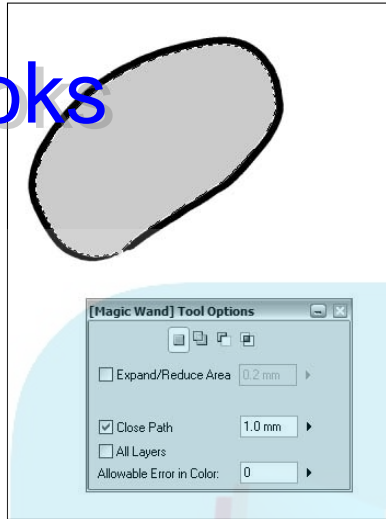 oks
[Magic Wand] Tool Options
Expand/Reduce Area 0.2 mm
Close Path 1.0 mm
All Layers
Allowable Error in Color: 0